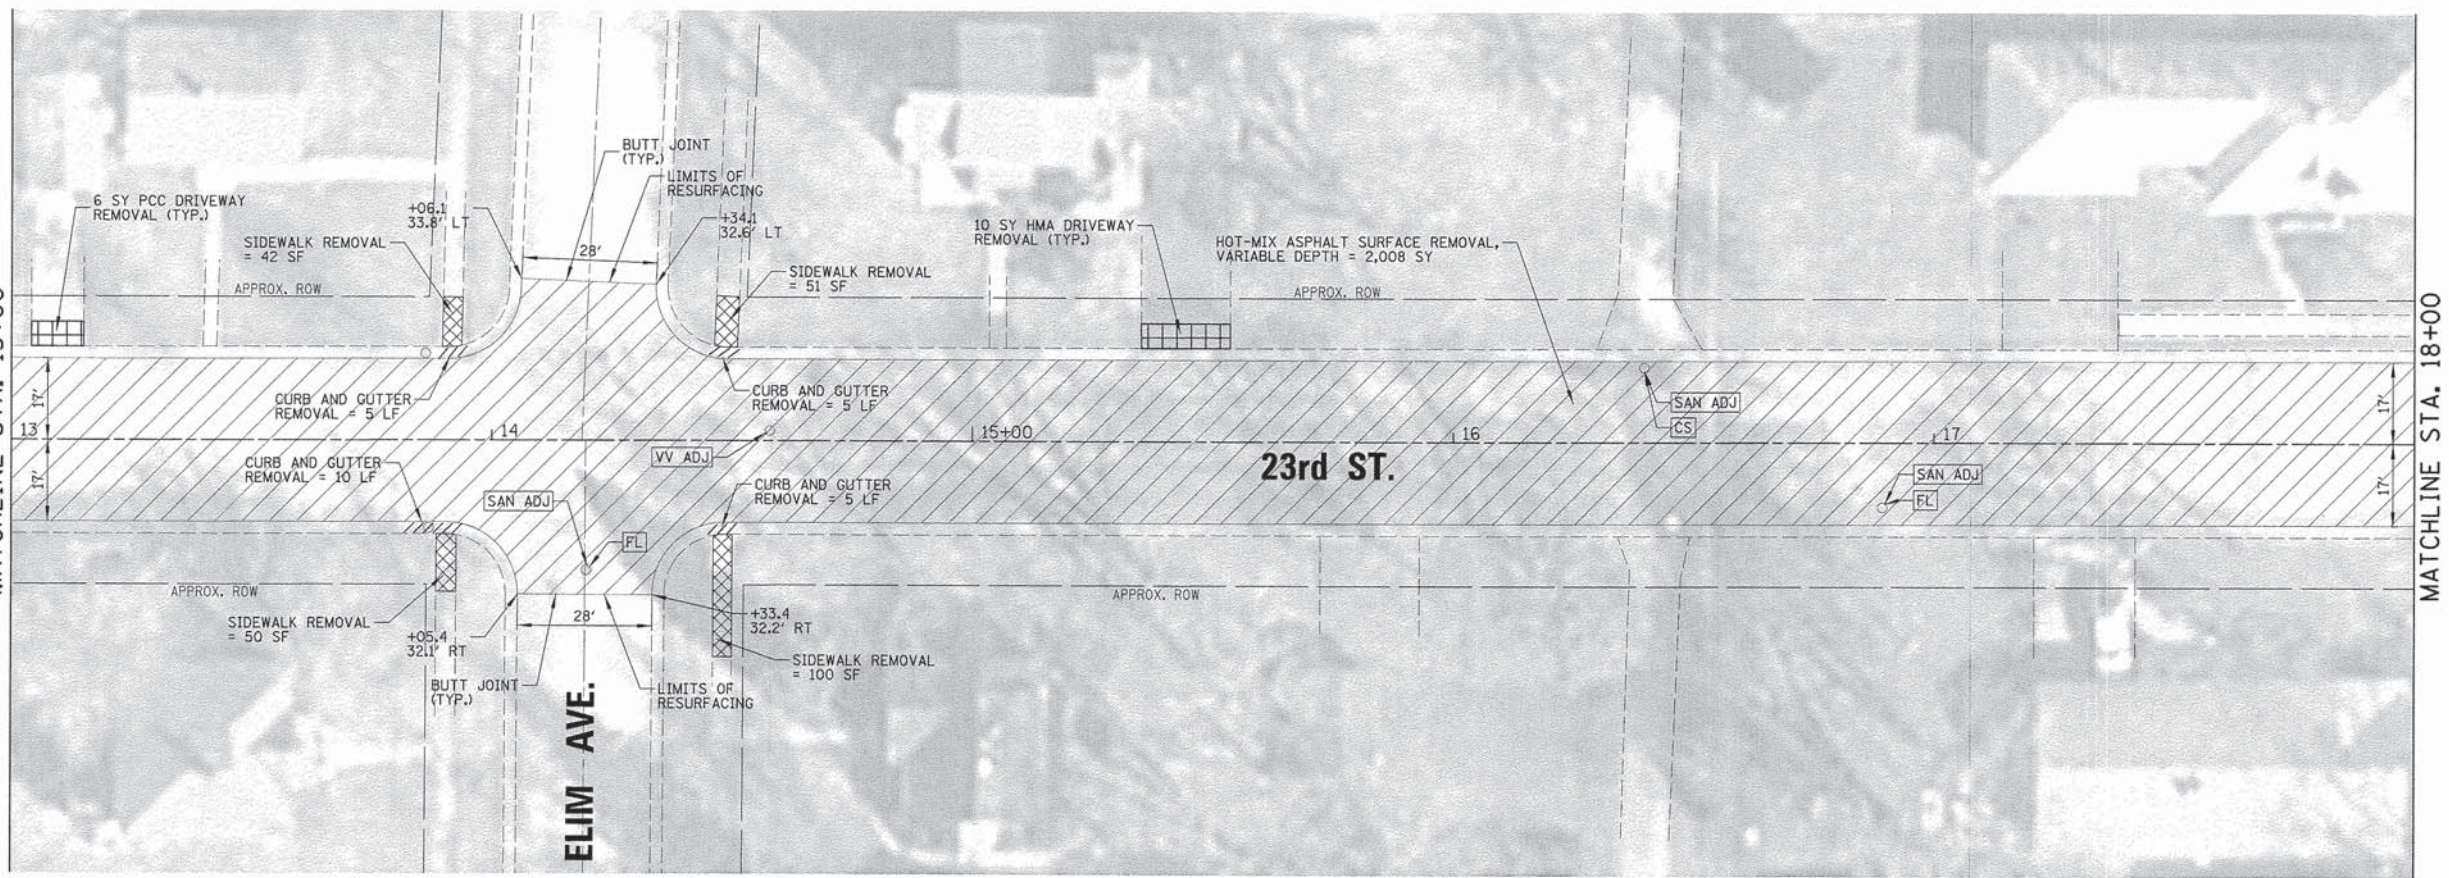 BUTT JOINT
(TYP.)
LIMITS OF
RESURFACING
6 SY PCC DRIVEWAY
REMOVAL (TYP.)
+06.1
33.8' LT
+34.1
32.6' LT
SIDEWALK REMOVAL
= 42 SF
28'
10 SY HMA DRIVEWAY
REMOVAL (TYP.)
HOT-MIX ASPHALT SURFACE REMOVAL,
VARIABLE DEPTH = 2,008 SY
SIDEWALK REMOVAL
= 51 SF
APPROX. ROW
APPROX. ROW
MATCHLINE STA. 18+00
17'
CURB AND GUTTER
REMOVAL = 5 LF
CURB AND GUTTER
REMOVAL = 5 LF
SAN ADJ
CS
17'
13
14
15+00
16
17
VV ADJ
23rd ST.
17'
CURB AND GUTTER
REMOVAL = 10 LF
SAN ADJ
CURB AND GUTTER
REMOVAL = 5 LF
SAN ADJ
FL
17'
FL
APPROX. ROW
APPROX. ROW
SIDEWALK REMOVAL
= 50 SF
+05.4
32.1' RT
28'
+33.4
32.2' RT
SIDEWALK REMOVAL
= 100 SF
BUTT JOINT
(TYP.)
LIMITS OF
RESURFACING
ELIM AVE.